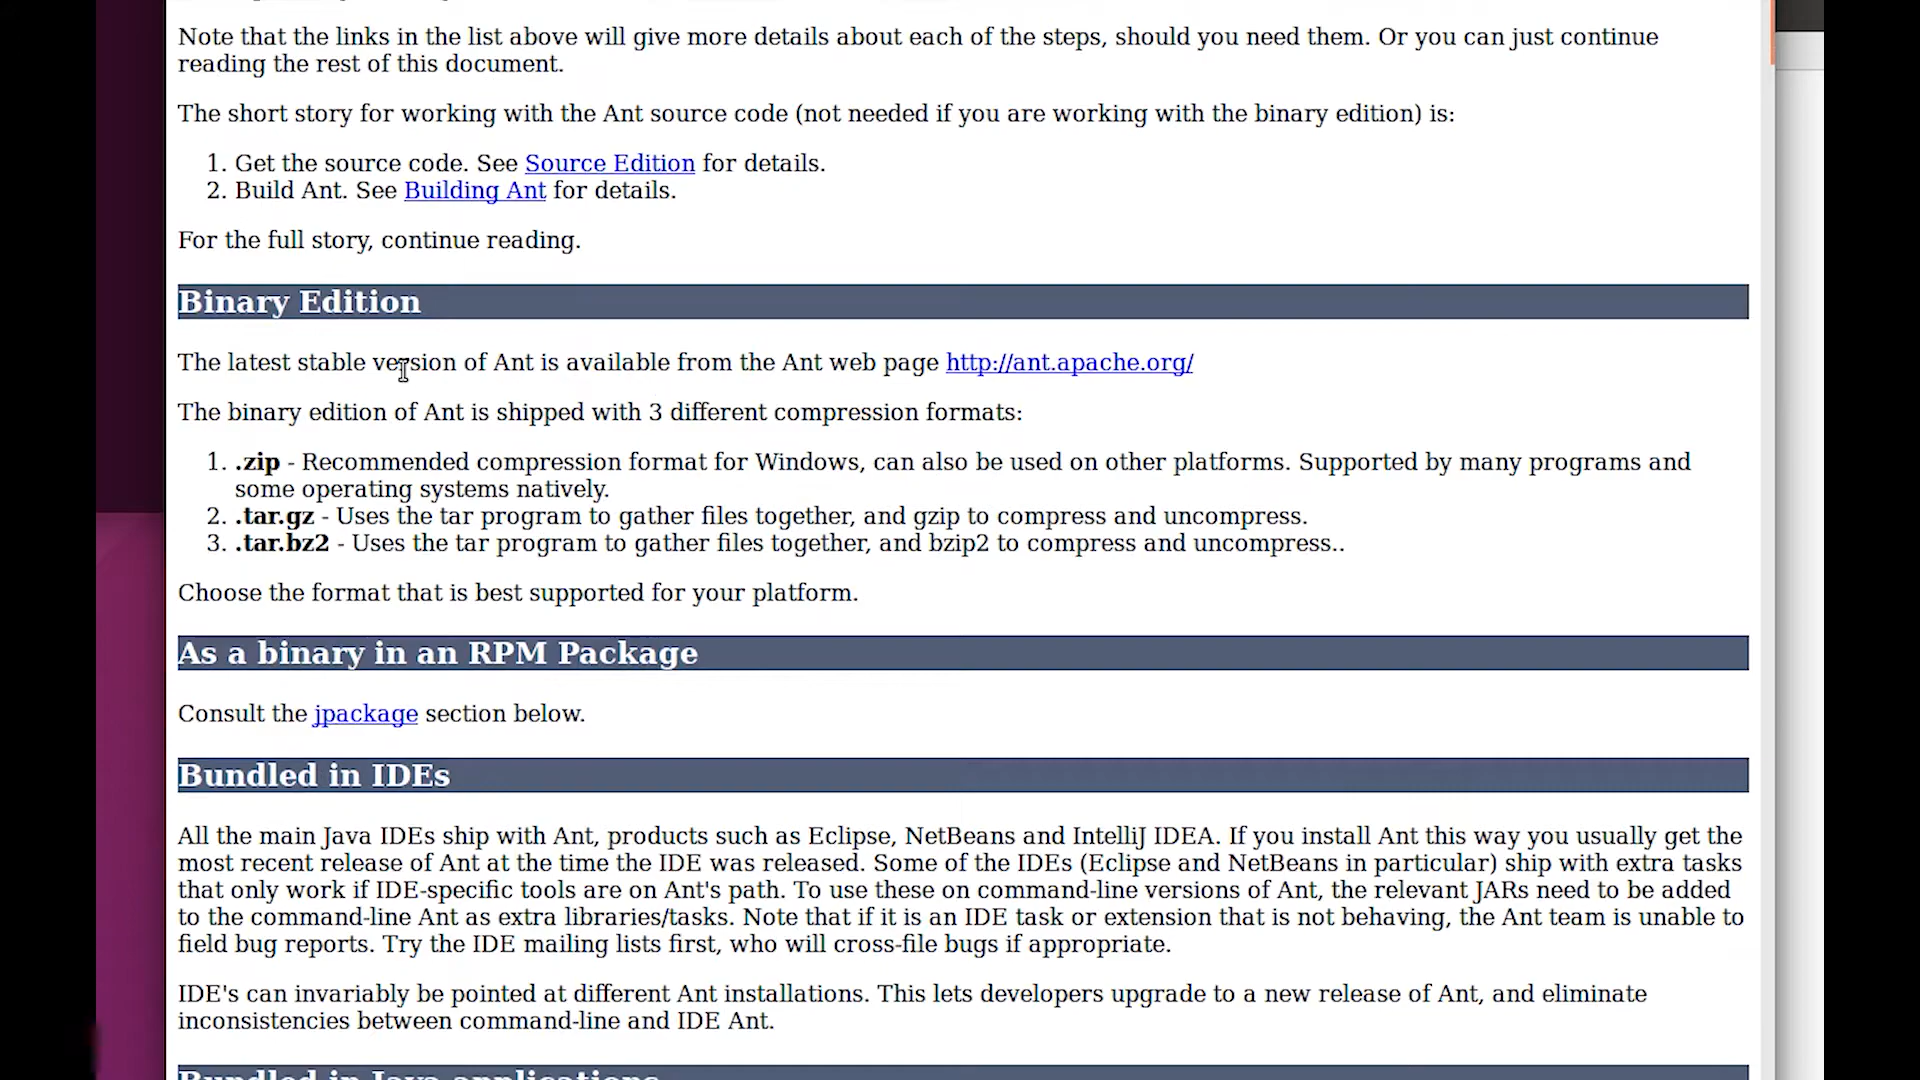 Note that the links in the list above will give more details about each of the steps, should you need them. Or you can just continue
reading the rest of this document.
The short story for working with the Ant source code (not needed if you are working with the binary edition) is:
1. Get the source code. See Source Edition for details.
2. Build Ant. See Building Ant for details.
For the full story, continue reading.
Binary Edition
The latest stable version of Ant is available from the Ant web page http://ant.apache.org/
The binary edition of Ant is shipped with 3 different compression formats:
1. .zip - Recommended compression format for Windows, can also be used on other platforms. Supported by many programs and
some operating systems natively.
2. .tar.gz - Uses the tar program to gather files together, and gzip to compress and uncompress.
3. .tar.bz2 - Uses the tar program to gather files together, and bzip2 to compress and uncompress..
Choose the format that is best supported for your platform.
As a binary in an RPM Package
Consult the jpackage section below.
Bundled in IDEs
All the main Java IDEs ship with Ant, products such as Eclipse, NetBeans and IntelliJ IDEA. If you install Ant this way you usually get the
most recent release of Ant at the time the IDE was released. Some of the IDEs (Eclipse and NetBeans in particular) ship with extra tasks
that only work if IDE-specific tools are on Ant's path. To use these on command-line versions of Ant, the relevant JARs need to be added
to the command-line Ant as extra libraries/tasks. Note that if it is an IDE task or extension that is not behaving, the Ant team is unable to
field bug reports. Try the IDE mailing lists first, who will cross-file bugs if appropriate.
IDE's can invariably be pointed at different Ant installations. This lets developers upgrade to a new release of Ant, and eliminate
inconsistencies between command-line and IDE Ant.
Bundled in Java applications